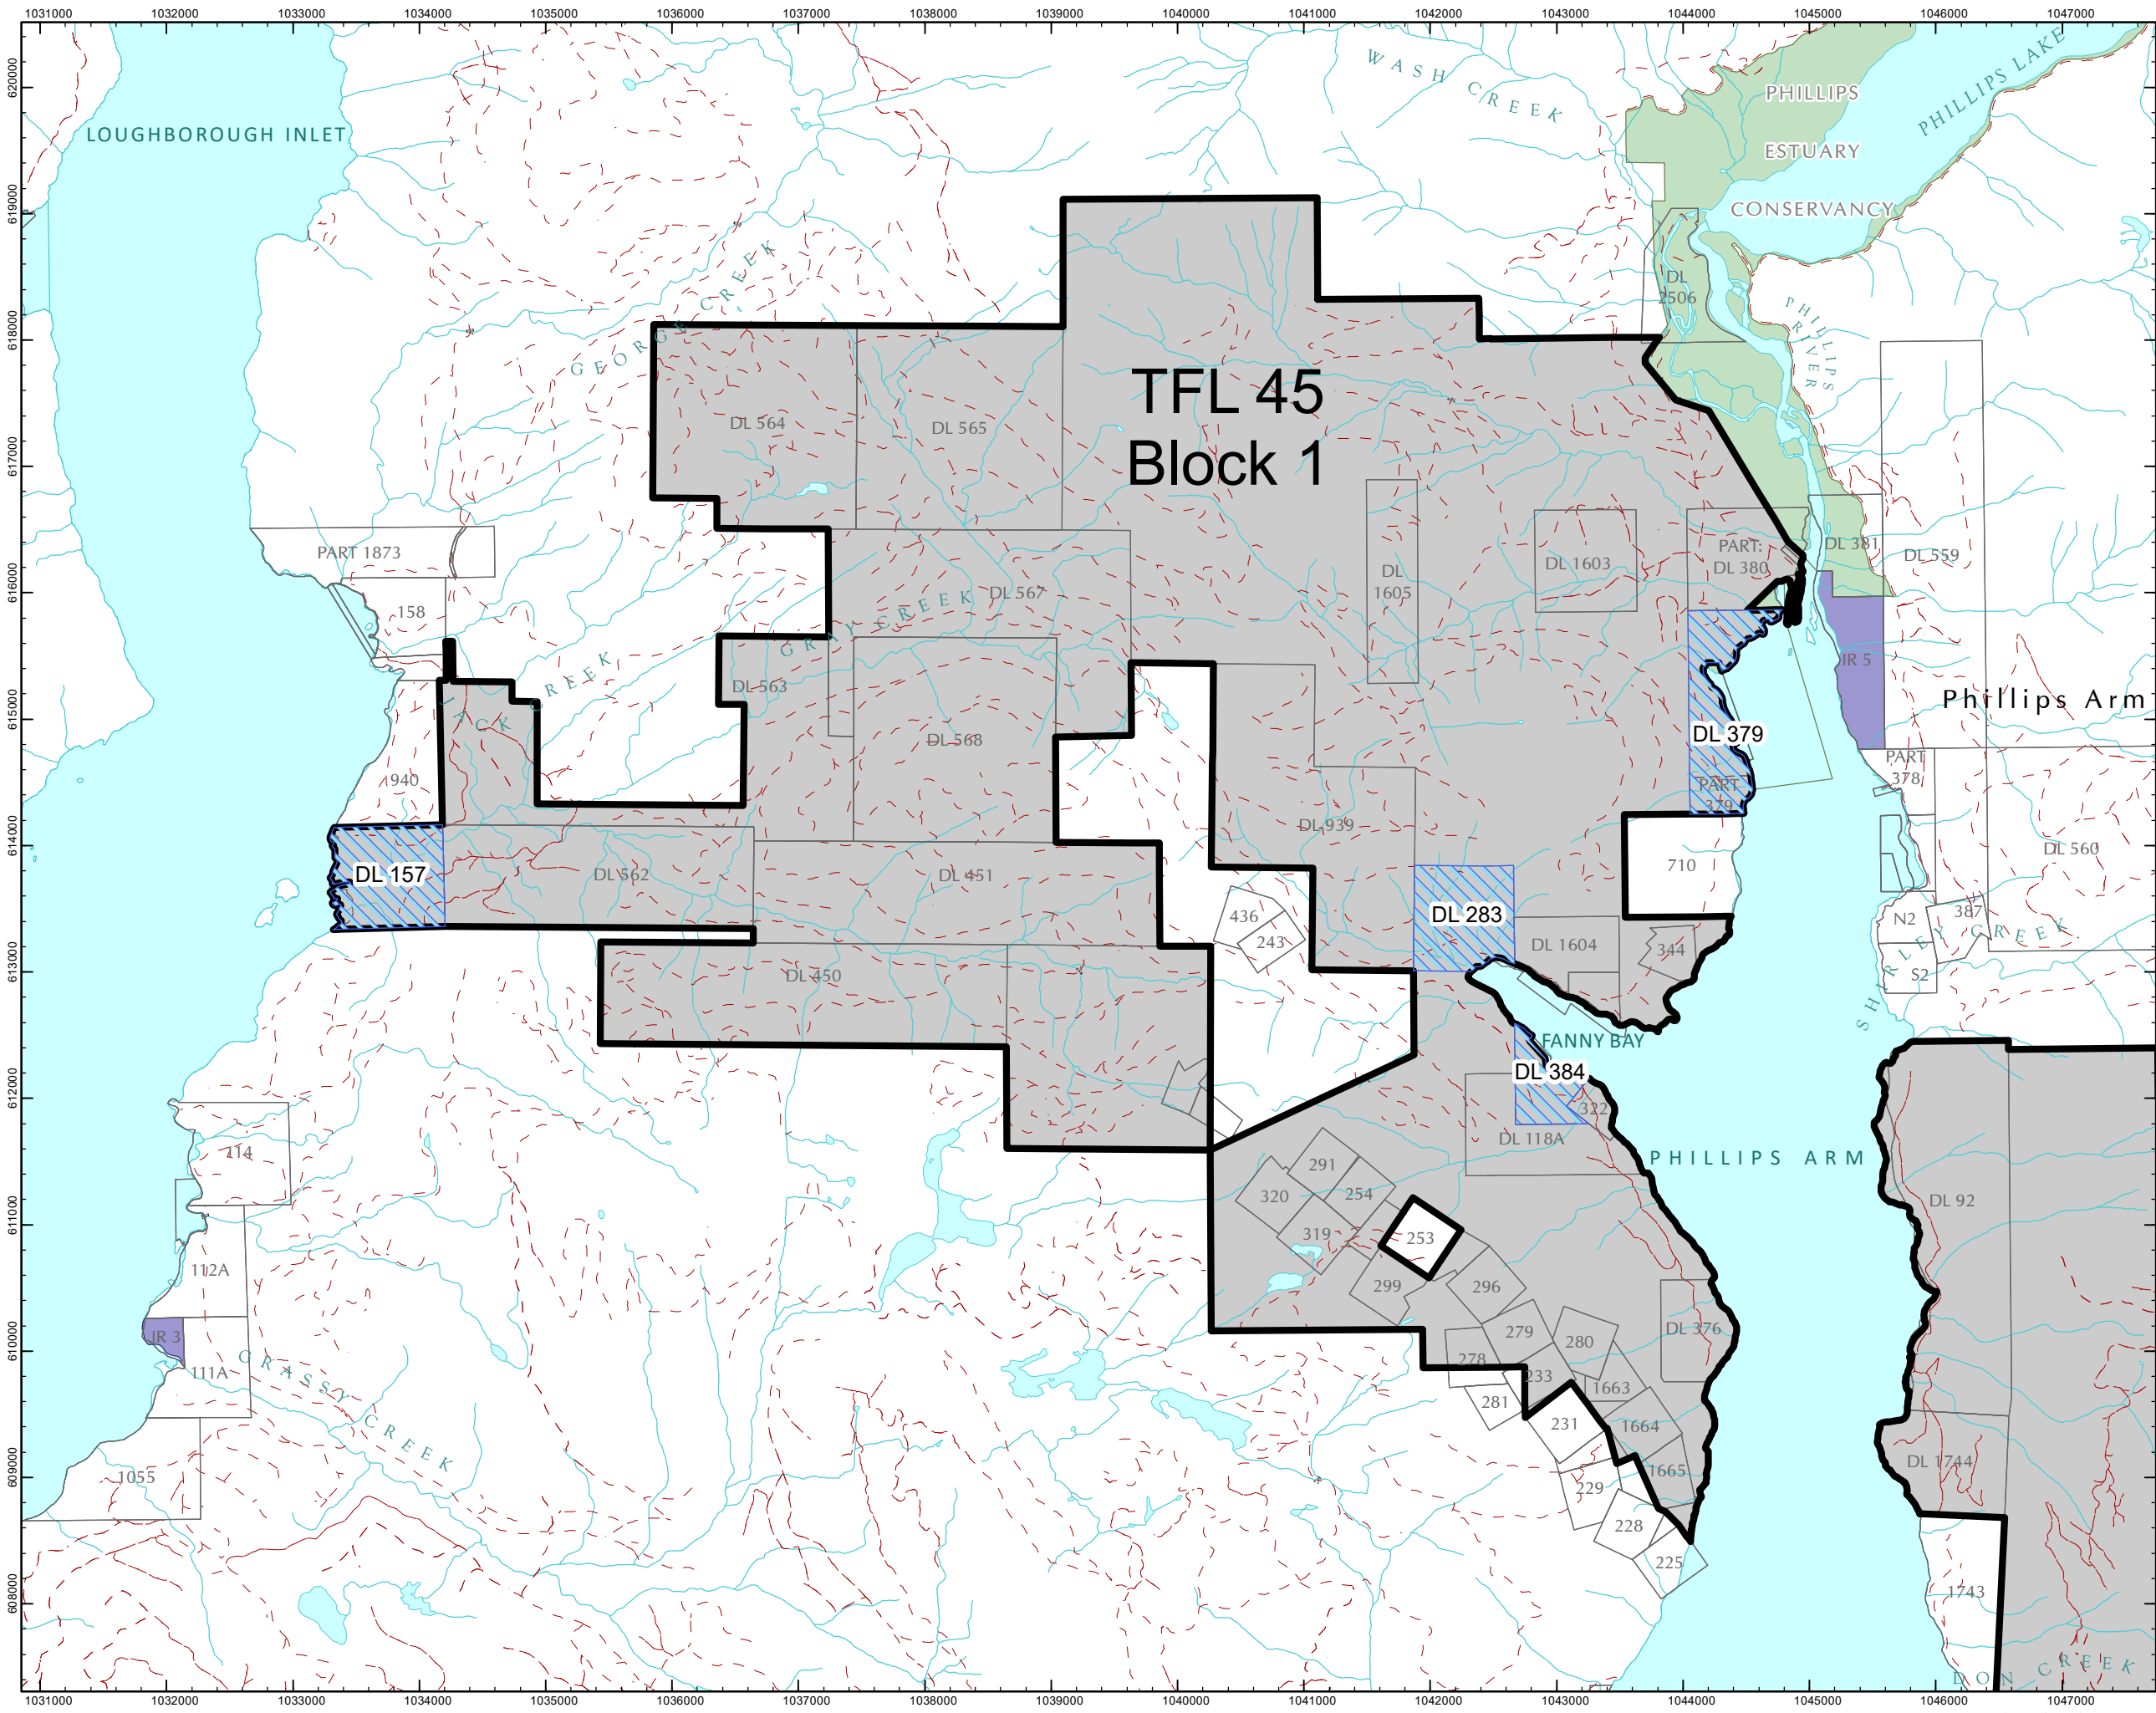 1031000 1032000 1033000 1034000 1035000 1036000 1037000 1038000 1039000 1040000 1041000 1042000 1043000 1044000 1045000 1046000 1047000
620000
619000
618000
617000
616000
615000
614000
613000
612000
611000
610000
609000
608000
LOUGHBOROUGH INLET
WASH CREEK
PHILLIPS
ESTUARY
CONSERVANCY
PHILLIPS LAKE
GEORGE CREEK
DL
2506
PHILLIPS
RIVER
TFL 45
Block 1
DL 564
DL 565
PART 1873
158
DL 567
GRAY CREEK
DL
1605
DL 1603
PART:
DL 380
DL 381
DL 559
IR 5
Phillips Arm
JACK CREEK
DL 563
DL 568
940
DL 379
PART
379
PART
378
DL 939
710
DL 560
DL 157
DL 562
DL 451
436
243
DL 283
DL 1604
344
N2
387
S2
SHIRLEY CREEK
DL 450
FANNY BAY
DL 384
322
DL 118A
PHILLIPS ARM
114
291
320
254
319
253
DL 92
112A
299
296
IR 3
111A
GRASSY CREEK
279
280
DL 376
278
233
1663
281
231
1664
DL 1744
1055
1665
229
228
225
1743
DON CREEK
1031000 1032000 1033000 1034000 1035000 1036000 1037000 1038000 1039000 1040000 1041000 1042000 1043000 1044000 1045000 1046000 1047000